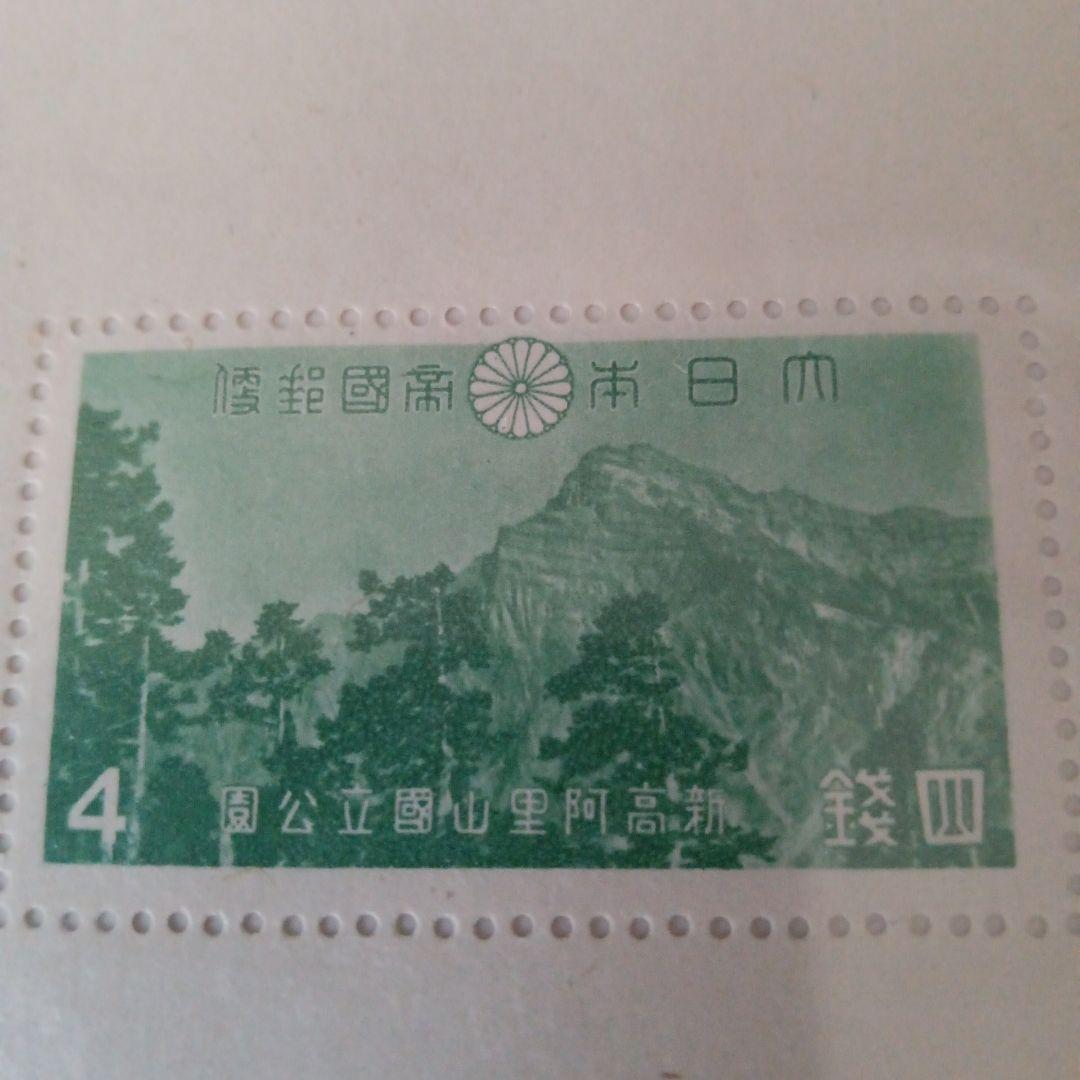 大日本帝國郵便
新高阿里山國立公園
四錢
4